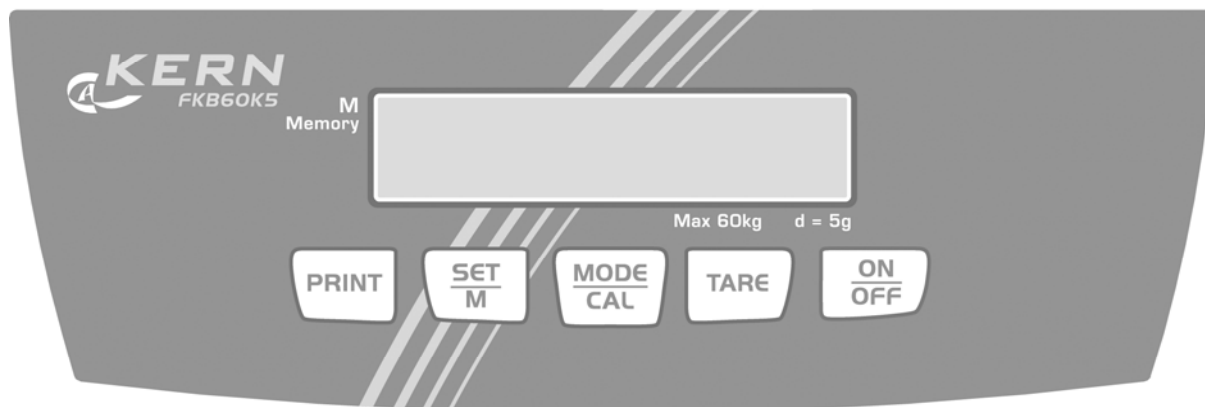 KERN
FKB60K5
M
Memory
Max 60kg d = 5g
PRINT
SET
M
MODE
CAL
TARE
ON
OFF